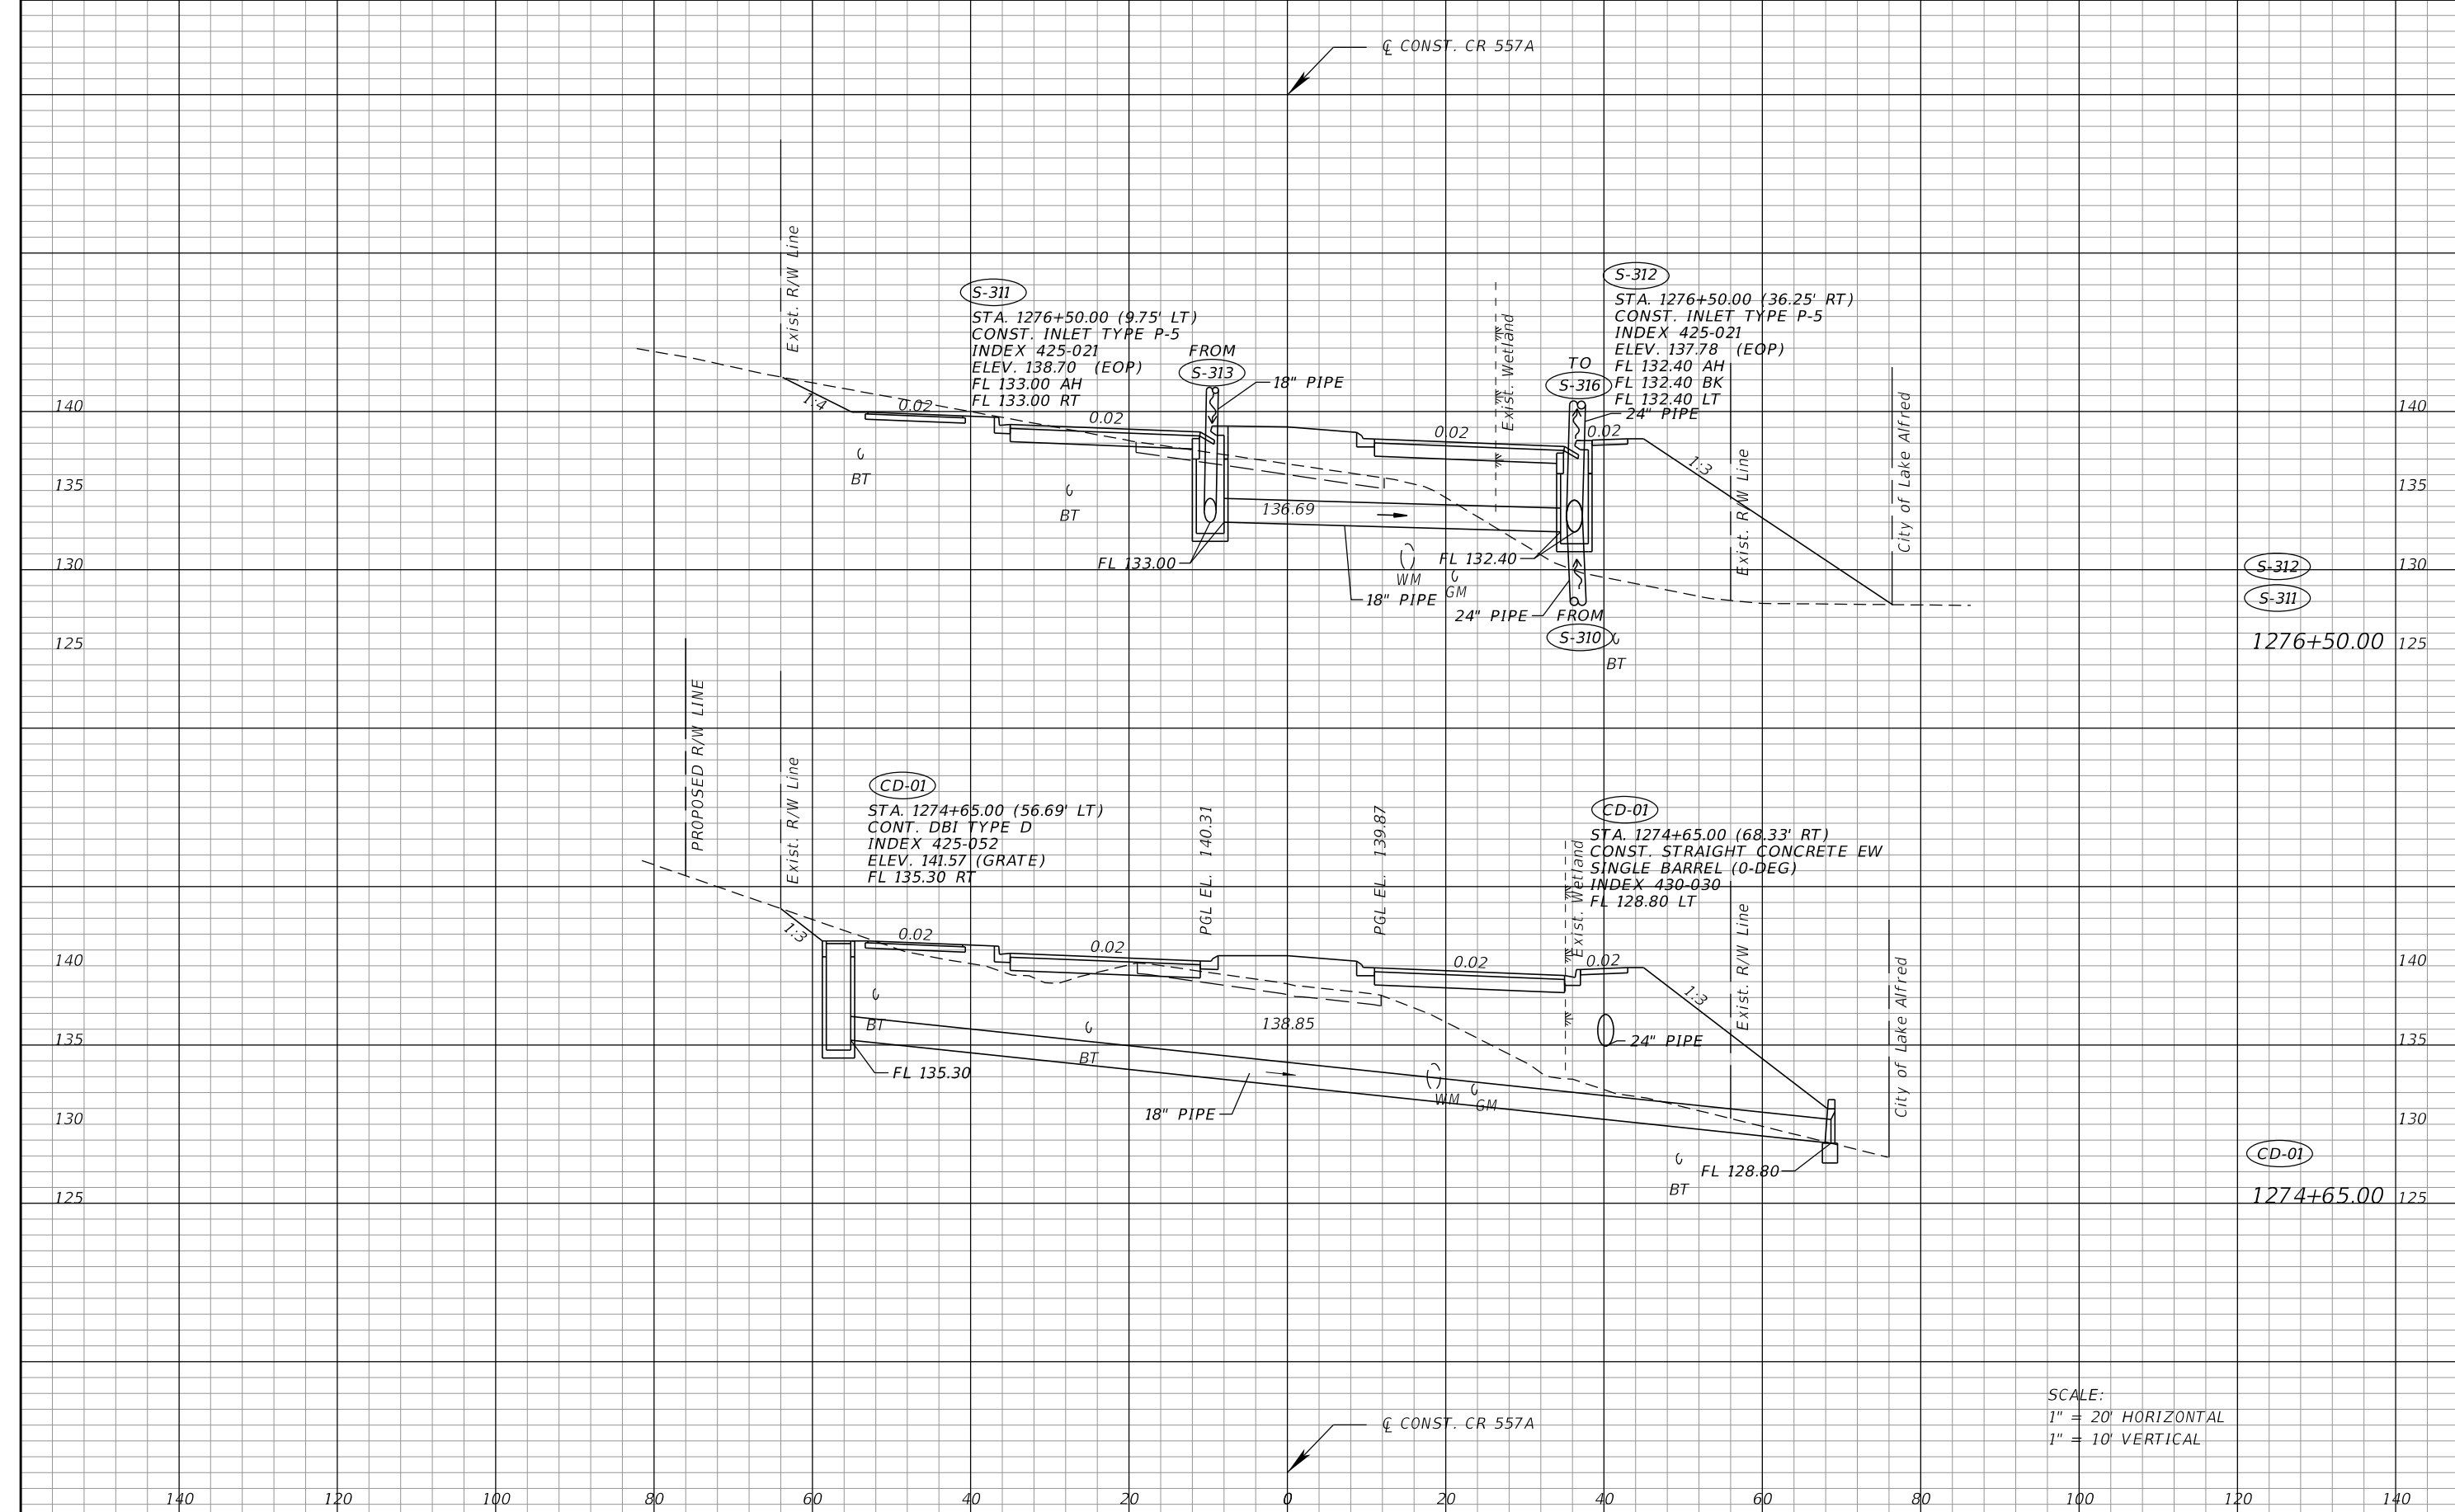 ℄ CONST. CR 557A
Exist. R/W Line
S-311
STA. 1276+50.00 (9.75' LT)
CONST. INLET TYPE P-5
INDEX 425-021
ELEV. 138.70 (EOP)
FL 133.00 AH
FL 133.00 RT
FROM
S-313
18" PIPE
Exist. Wetland
TO
S-316
S-312
STA. 1276+50.00 (36.25' RT)
CONST. INLET TYPE P-5
INDEX 425-021
ELEV. 137.78 (EOP)
FL 132.40 AH
FL 132.40 BK
FL 132.40 LT
24" PIPE
City of Lake Alfred
Exist. R/W Line
140
1:4
0.02
0.02
0.02
0.02
1:3
140
135
BT
BT
136.69
135
130
FL 133.00
WM
GM
FL 132.40
18" PIPE
24" PIPE
FROM
S-310
BT
130
S-312
S-311
125
1276+50.00
125
PROPOSED R/W LINE
Exist. R/W Line
CD-01
STA. 1274+65.00 (56.69' LT)
CONT. DBI TYPE D
INDEX 425-052
ELEV. 141.57 (GRATE)
FL 135.30 RT
PGL EL. 140.31
PGL EL. 139.87
Exist. Wetland
CD-01
STA. 1274+65.00 (68.33' RT)
CONST. STRAIGHT CONCRETE EW
SINGLE BARREL (0-DEG)
INDEX 430-030
FL 128.80 LT
Exist. R/W Line
City of Lake Alfred
140
1:3
0.02
0.02
0.02
0.02
1:3
140
135
BT
BT
138.85
24" PIPE
135
FL 135.30
18" PIPE
WM
GM
130
130
BT
FL 128.80
CD-01
125
1274+65.00
125
SCALE:
1" = 20' HORIZONTAL
1" = 10' VERTICAL
℄ CONST. CR 557A
140 120 100 80 60 40 20 0 20 40 60 80 100 120 140